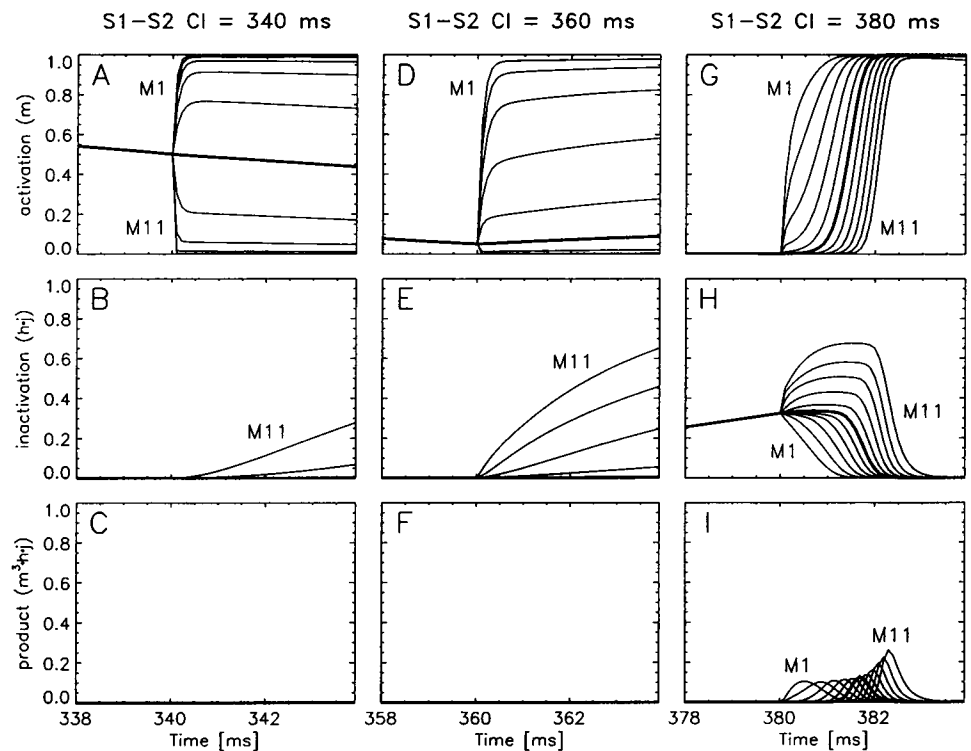 S1-S2 CI = 340 ms
S1-S2 CI = 360 ms
S1-S2 CI = 380 ms
activation (m)
1.0
0.8
0.6
0.4
0.2
0.0
A
M1
M11
D
M1
G
M1
M11
inactivation (h·j)
1.0
0.8
0.6
0.4
0.2
0.0
B
M11
E
M11
H
M1
M11
product (m³·h·j)
1.0
0.8
0.6
0.4
0.2
0.0
C
F
I
M1
M11
338 340 342
358 360 362
378 380 382
Time [ms]
Time [ms]
Time [ms]